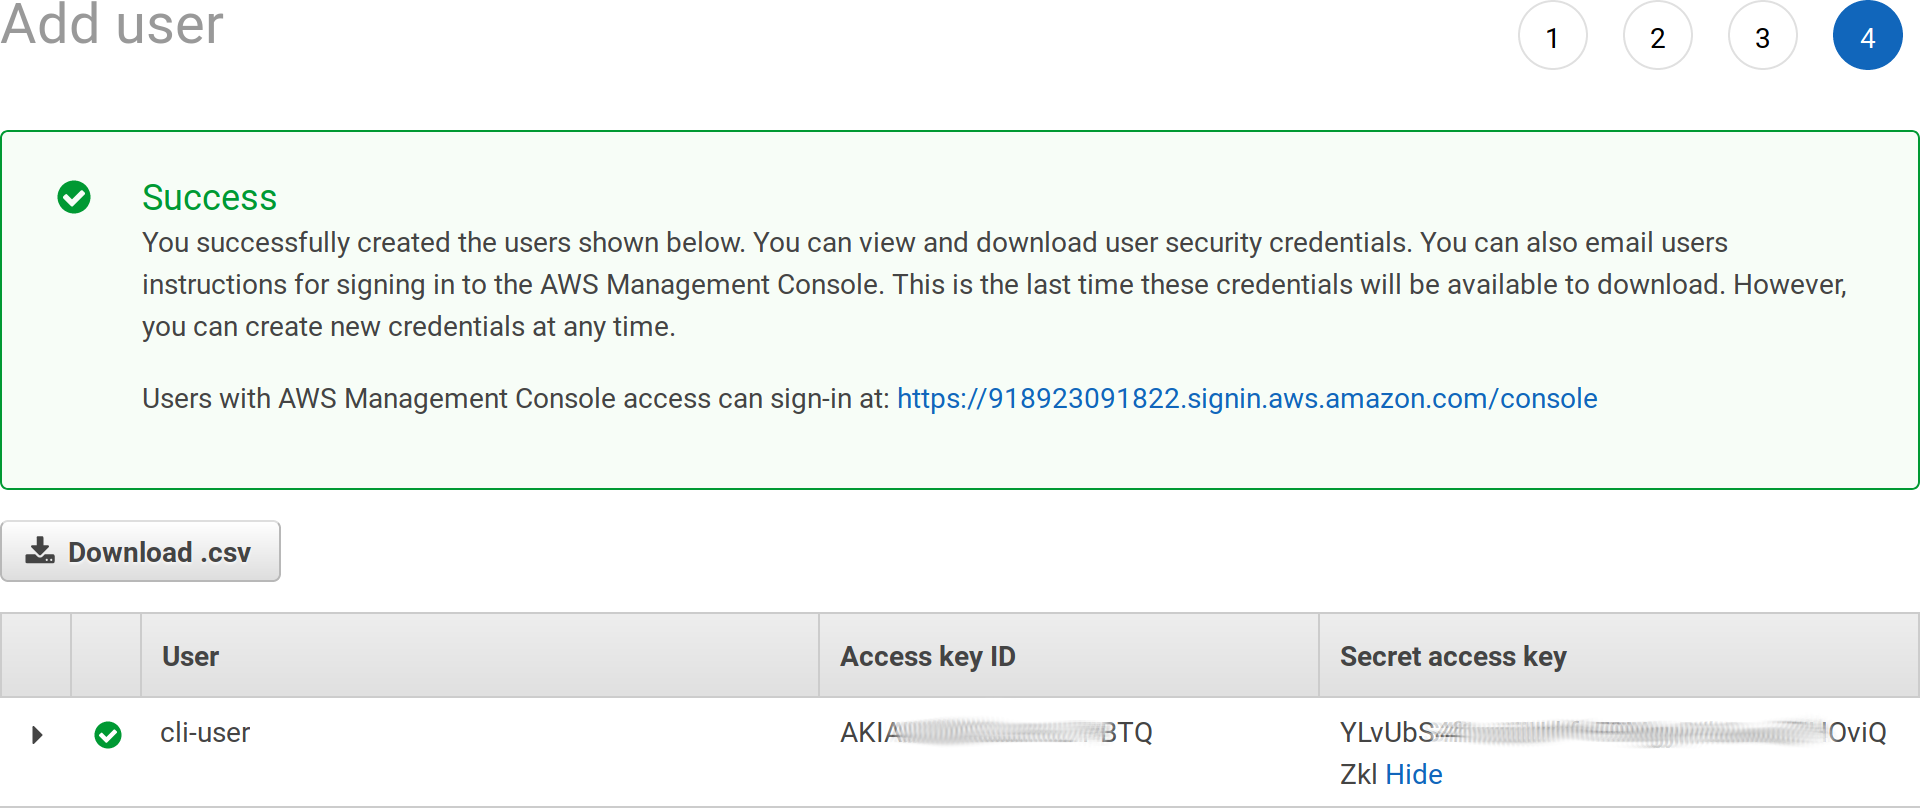 Add user
1 2 3 4
Success
You successfully created the users shown below. You can view and download user security credentials. You can also email users
instructions for signing in to the AWS Management Console. This is the last time these credentials will be available to download. However,
you can create new credentials at any time.
Users with AWS Management Console access can sign-in at: https://918923091822.signin.aws.amazon.com/console
Download .csv
User Access key ID Secret access key
cli-user AKIA BTQ YLvUbS OviQ
Zkl Hide